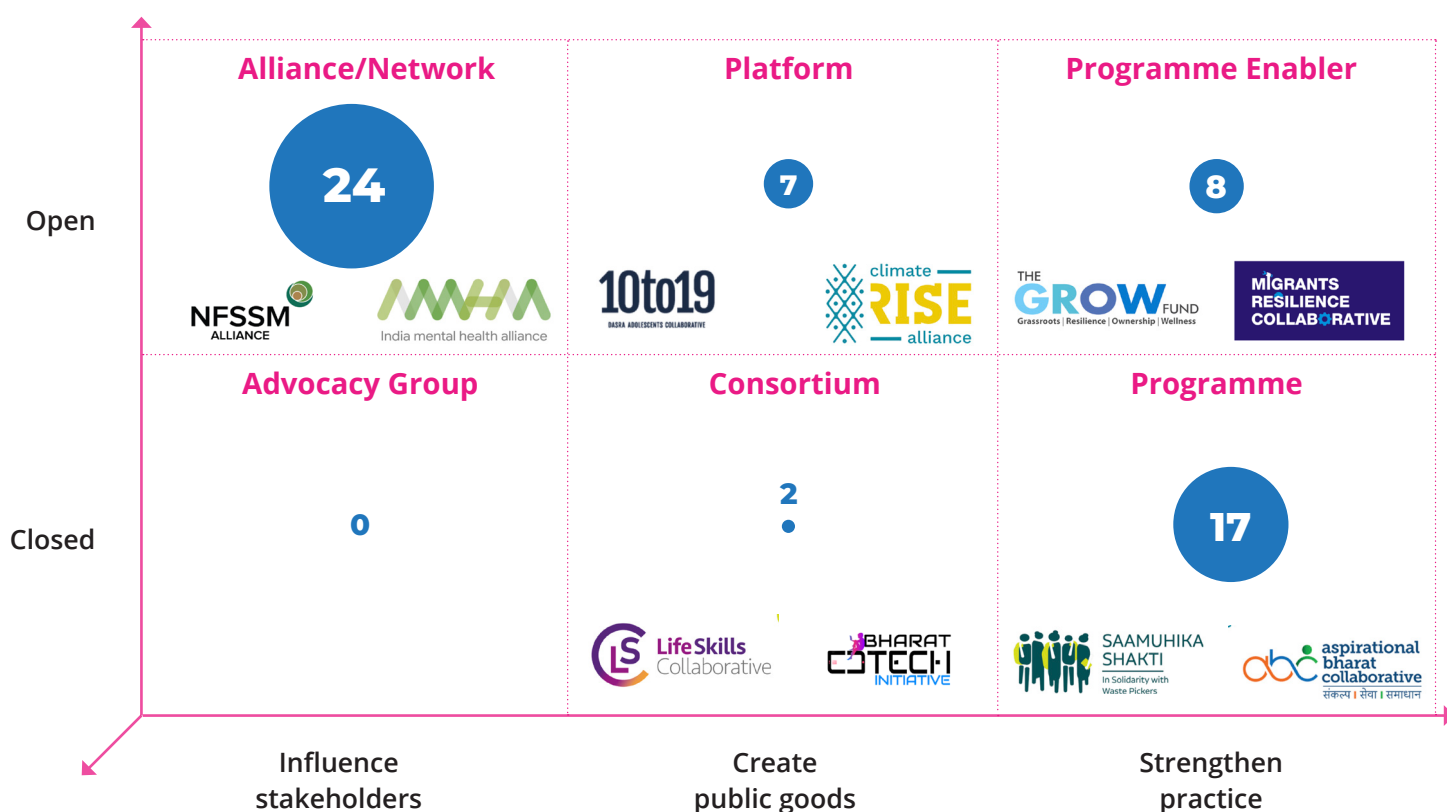 Alliance/Network
Platform
Programme Enabler
24
7
8
Open
NFSSM
ALLIANCE
India mental health alliance
10to19
DASRA ADOLESCENTS COLLABORATIVE
climate
RISE
alliance
THE
GROW FUND
Grassroots | Resilience | Ownership | Wellness
MIGRANTS
RESILIENCE
COLLABORATIVE
Advocacy Group
Consortium
Programme
0
2
17
Closed
LS
LifeSkills
Collaborative
BHARAT
EDTECH
INITIATIVE
SAAMUHIKA
SHAKTI
In Solidarity with
Waste Pickers
abc
aspirational
bharat
collaborative
संकल्प । सेवा । समाधान
Influence
stakeholders
Create
public goods
Strengthen
practice